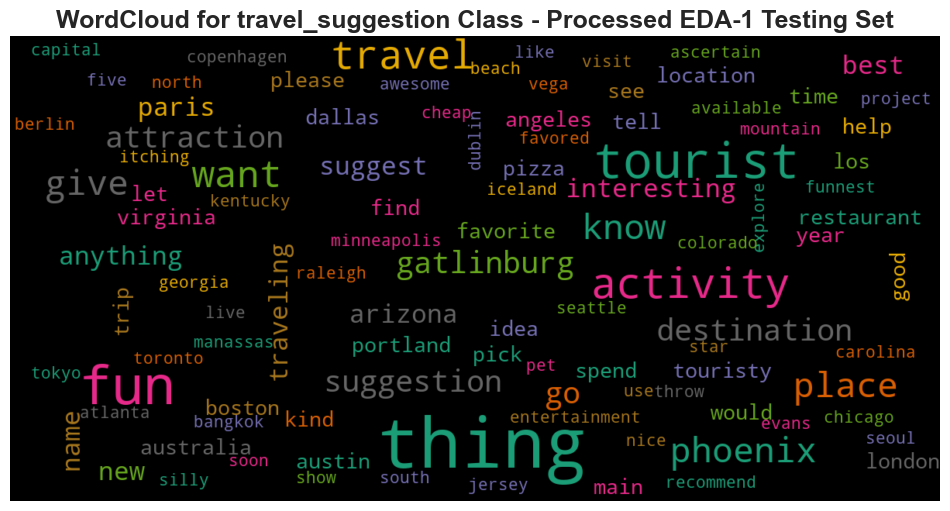 WordCloud for travel_suggestion Class - Processed EDA-1 Testing Set
capital
copenhagen
travel
like
visit
ascertain
best
five
north
please
awesome
beach
vega
see
location
time
project
paris
dallas
cheap
angeles
tell
available
mountain
help
berlin
attraction
itching
suggest
dublin
favored
pizza
tourist
los
give
want
let
kentucky
iceland
interesting
explore
funnest
virginia
find
favorite
know
restaurant
year
anything
minneapolis
gatlinburg
colorado
georgia
traveling
raleigh
activity
good
trip
live
arizona
seattle
idea
destination
manassas
portland
pick
star
carolina
toronto
tokyo
fun
suggestion
pet
spend
touristy
go
use
throw
place
name
atlanta
boston
bangkok
kind
entertainment
would
evans
chicago
australia
thing
nice
phoenix
seoul
london
new
silly
soon
austin
show
south
jersey
main
recommend